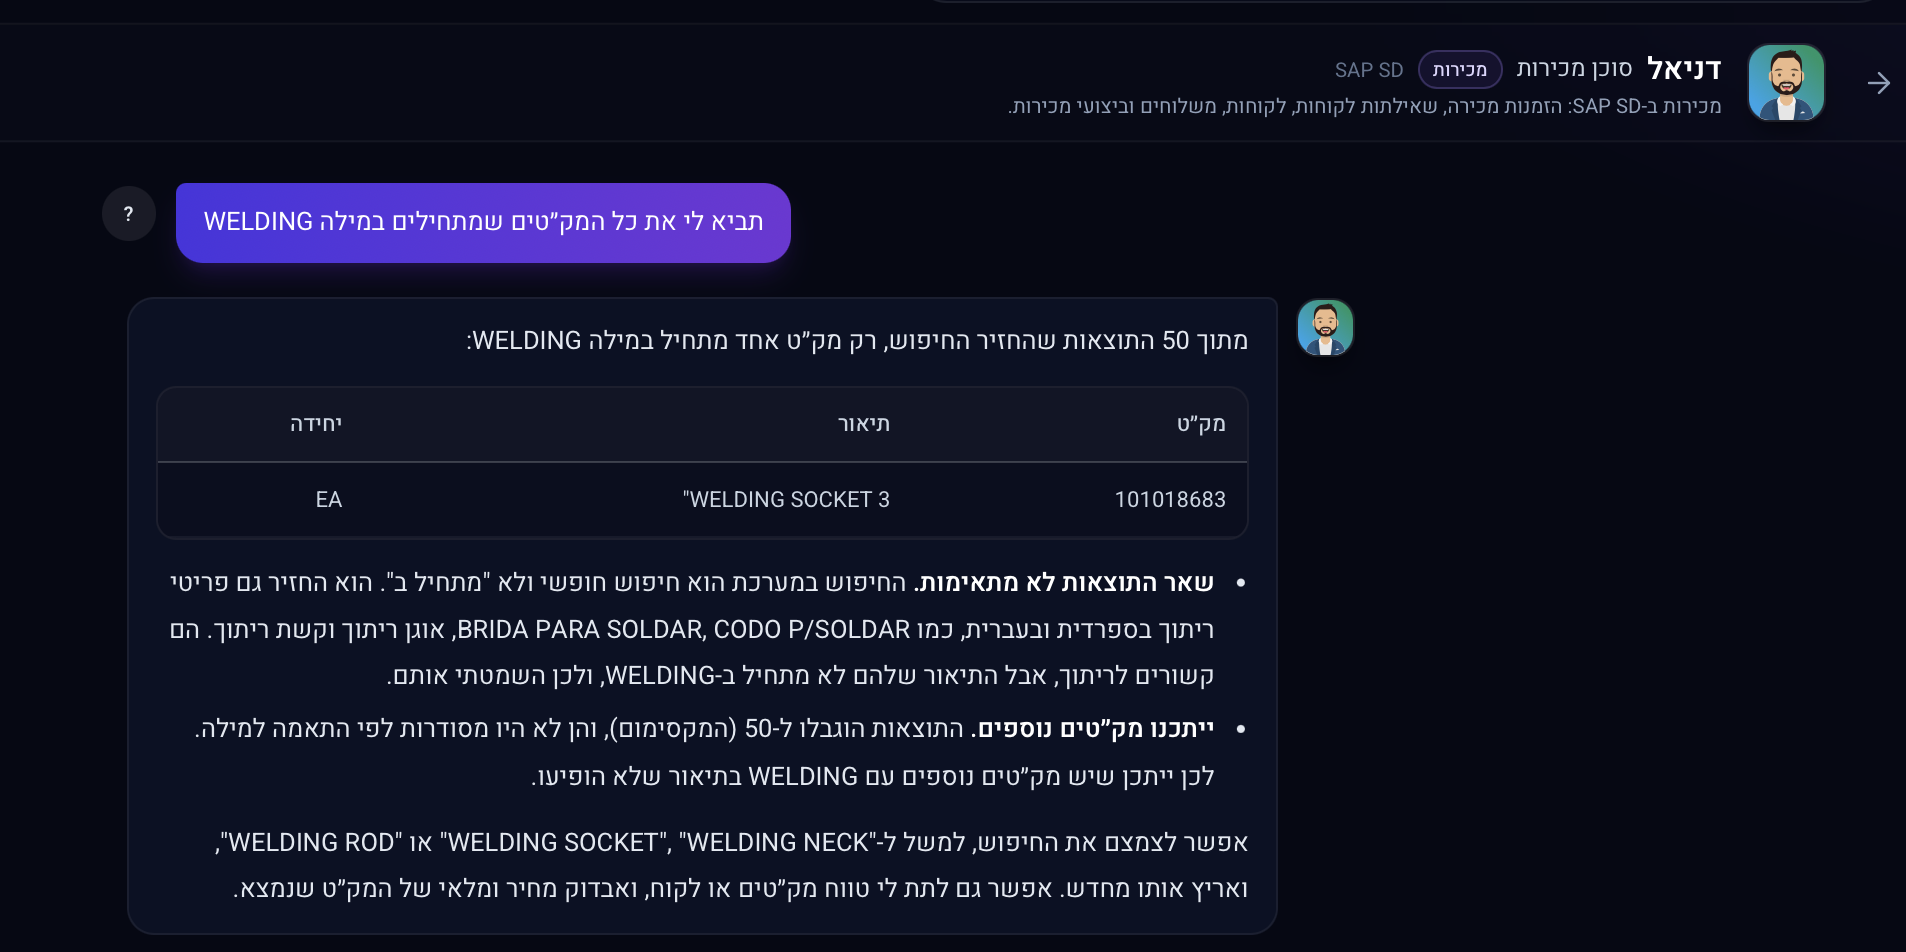 דניאל סוכן מכירות מכירות SAP SD
מכירות ב-SAP SD: הזמנות מכירה, שאילתות לקוחות, לקוחות, משלוחים וביצועי מכירות.
?
תביא לי את כל המק״טים שמתחילים במילה WELDING
מתוך 50 התוצאות שהחזיר החיפוש, רק מק״ט אחד מתחיל במילה WELDING:
מק״ט תיאור יחידה
101018683 WELDING SOCKET 3" EA
• שאר התוצאות לא מתאימות. החיפוש במערכת הוא חיפוש חופשי ולא "מתחיל ב". הוא החזיר גם פריטי
ריתוך בספרדית ובעברית, כמו BRIDA PARA SOLDAR, CODO P/SOLDAR, אוגן ריתוך וקשת ריתוך. הם
קשורים לריתוך, אבל התיאור שלהם לא מתחיל ב-WELDING, ולכן השמטתי אותם.
• ייתכנו מק״טים נוספים. התוצאות הוגבלו ל-50 (המקסימום), והן לא היו מסודרות לפי התאמה למילה.
לכן ייתכן שיש מק״טים נוספים עם WELDING בתיאור שלא הופיעו.
אפשר לצמצם את החיפוש, למשל ל-"WELDING NECK", "WELDING SOCKET" או "WELDING ROD",
ואריץ אותו מחדש. אפשר גם לתת לי טווח מק״טים או לקוח, ואבדוק מחיר ומלאי של המק״ט שנמצא.